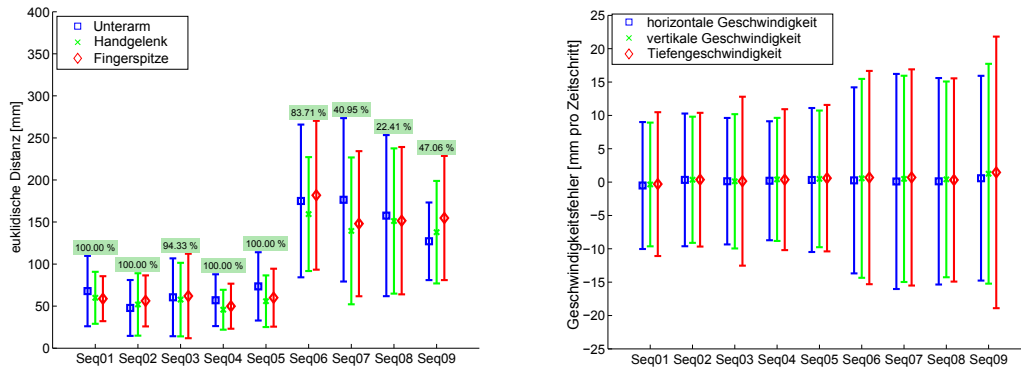 400
350
300
250
200
150
100
50
0
euklidische Distanz [mm]
Unterarm
Handgelenk
Fingerspitze
100.00 %
100.00 %
94.33 %
100.00 %
100.00 %
83.71 %
40.95 %
22.41 %
47.06 %
Seq01 Seq02 Seq03 Seq04 Seq05 Seq06 Seq07 Seq08 Seq09
25
20
15
10
5
0
−5
−10
−15
−20
−25
Geschwindigkeitsfehler [mm pro Zeitschritt]
horizontale Geschwindigkeit
vertikale Geschwindigkeit
Tiefengeschwindigkeit
Seq01 Seq02 Seq03 Seq04 Seq05 Seq06 Seq07 Seq08 Seq09